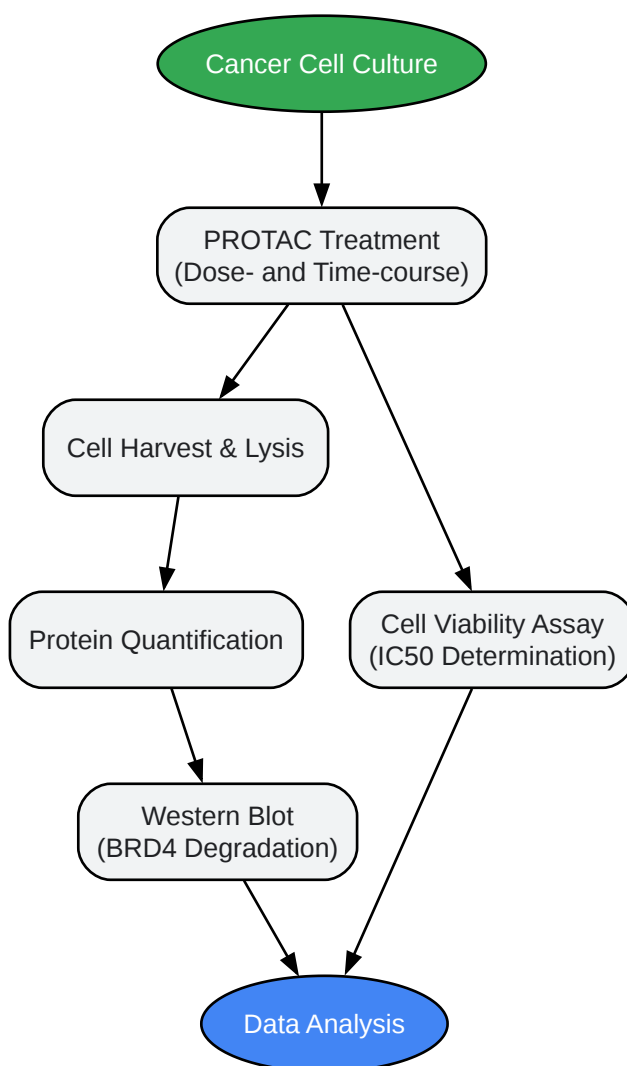 Cancer Cell Culture
PROTAC Treatment
(Dose- and Time-course)
Cell Harvest & Lysis
Protein Quantification
Cell Viability Assay
(IC50 Determination)
Western Blot
(BRD4 Degradation)
Data Analysis